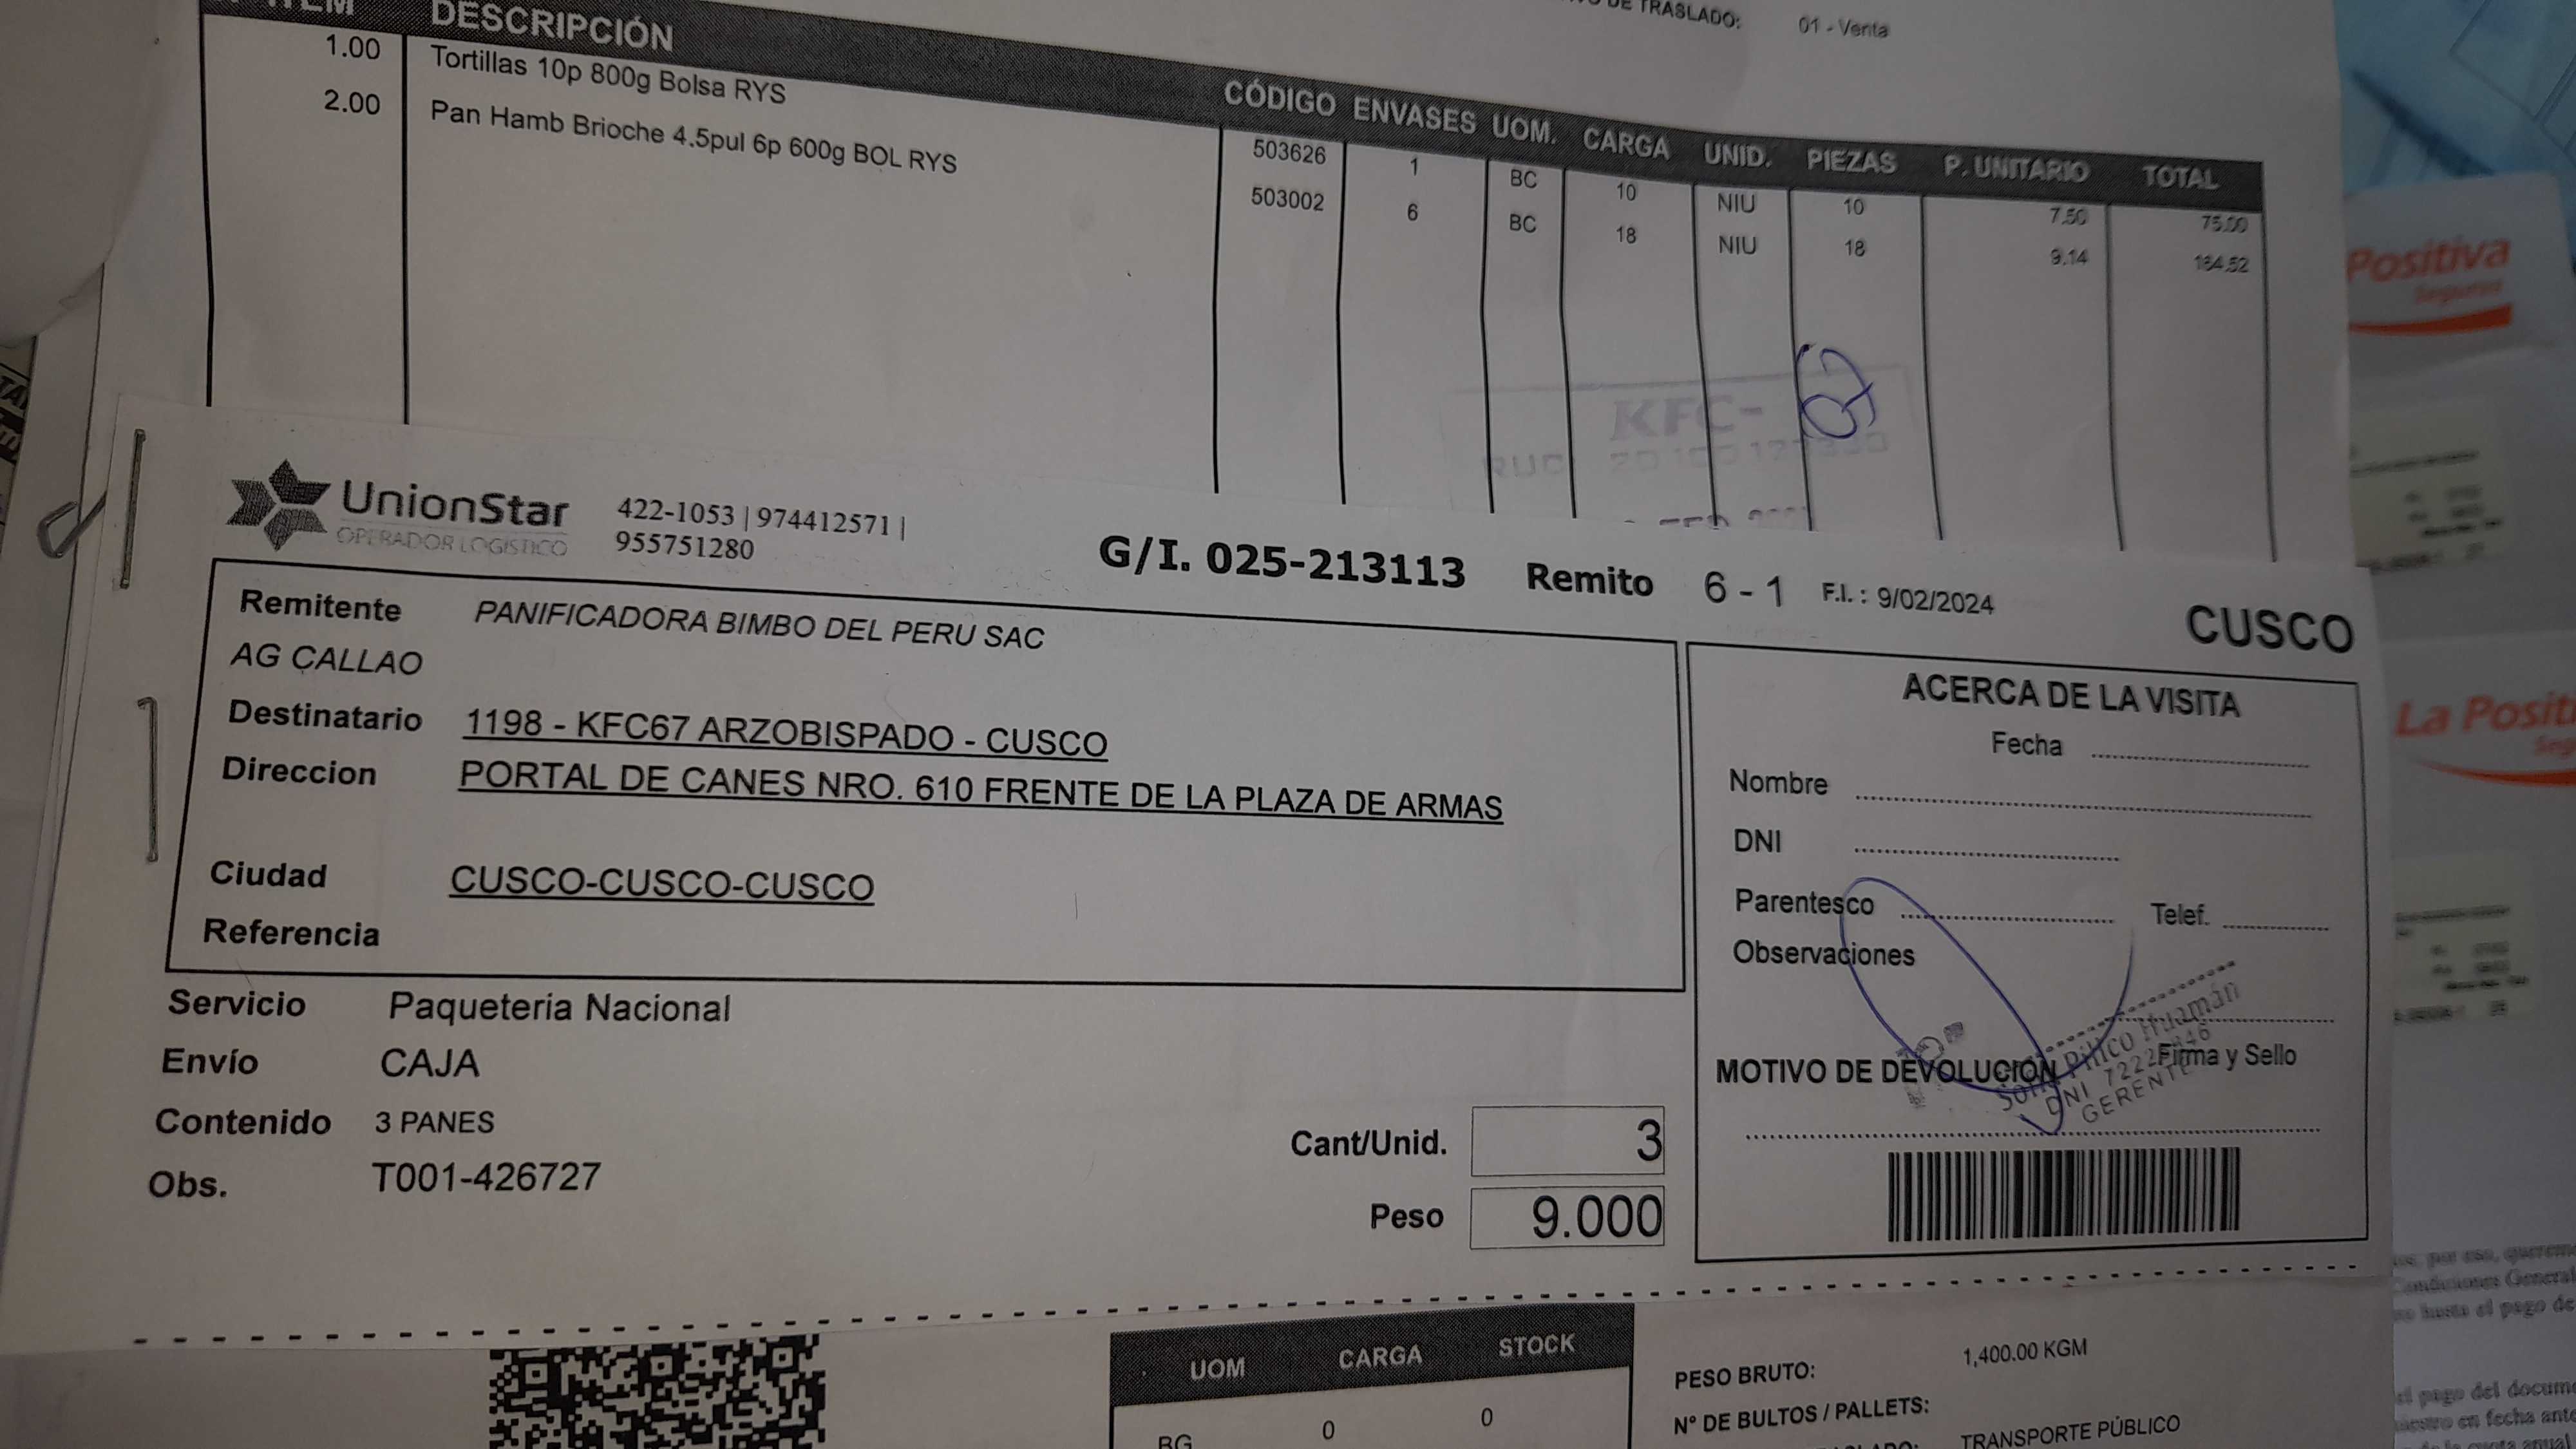 DE TRASLADO: 01 - Venta
ITEM DESCRIPCIÓN CÓDIGO ENVASES UOM. CARGA UNID. PIEZAS P. UNITARIO TOTAL
1.00 Tortillas 10p 800g Bolsa RYS 503626 1 BC 10 NIU 10 7.50 75.00
2.00 Pan Hamb Brioche 4.5pul 6p 600g BOL RYS 503002 6 BC 18 NIU 18 9.14 164.52
KFC-
RUC
Positiva
Seguros
UnionStar
OPERADOR LOGÍSTICO
422-1053 | 974412571 |
955751280
G/I. 025-213113 Remito 6 - 1 F.I. : 9/02/2024
CUSCO
Remitente PANIFICADORA BIMBO DEL PERU SAC
AG CALLAO
Destinatario 1198 - KFC67 ARZOBISPADO - CUSCO
Direccion PORTAL DE CANES NRO. 610 FRENTE DE LA PLAZA DE ARMAS
Ciudad CUSCO-CUSCO-CUSCO
Referencia
Servicio Paqueteria Nacional
Envío CAJA
Contenido 3 PANES
Obs. T001-426727
Cant/Unid. 3
Peso 9.000
ACERCA DE LA VISITA
Fecha
Nombre
DNI
Parentesco Telef.
Observaciones
Huamán
DNI
GERENTE
MOTIVO DE DEVOLUCION Firma y Sello
La Posit
UOM CARGA STOCK
BG 0 0
PESO BRUTO: 1,400.00 KGM
N° DE BULTOS / PALLETS:
TRANSPORTE PÚBLICO